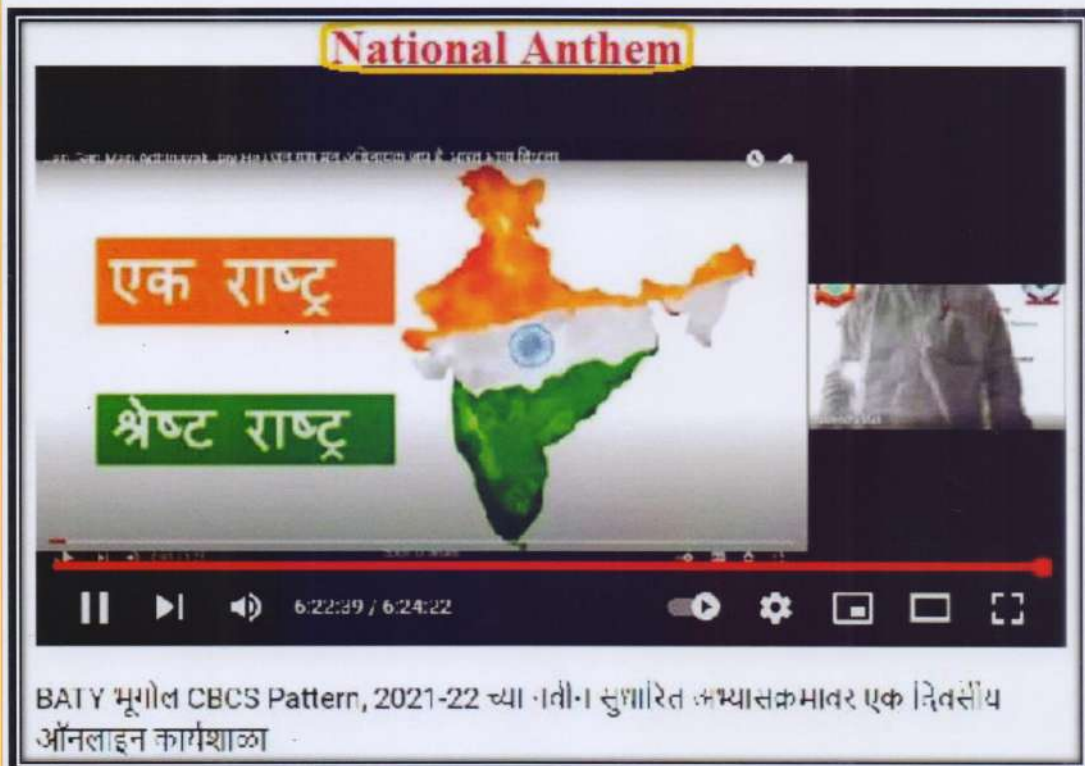 National Anthem
एक राष्ट्र
श्रेष्ट राष्ट्र
6:22:39 / 6:24:22
BATY भूगोल CBCS Pattern, 2021-22 च्या नवीन सुधारित अभ्यासक्रमावर एक दिवसीय
ऑनलाइन कार्यशाळा